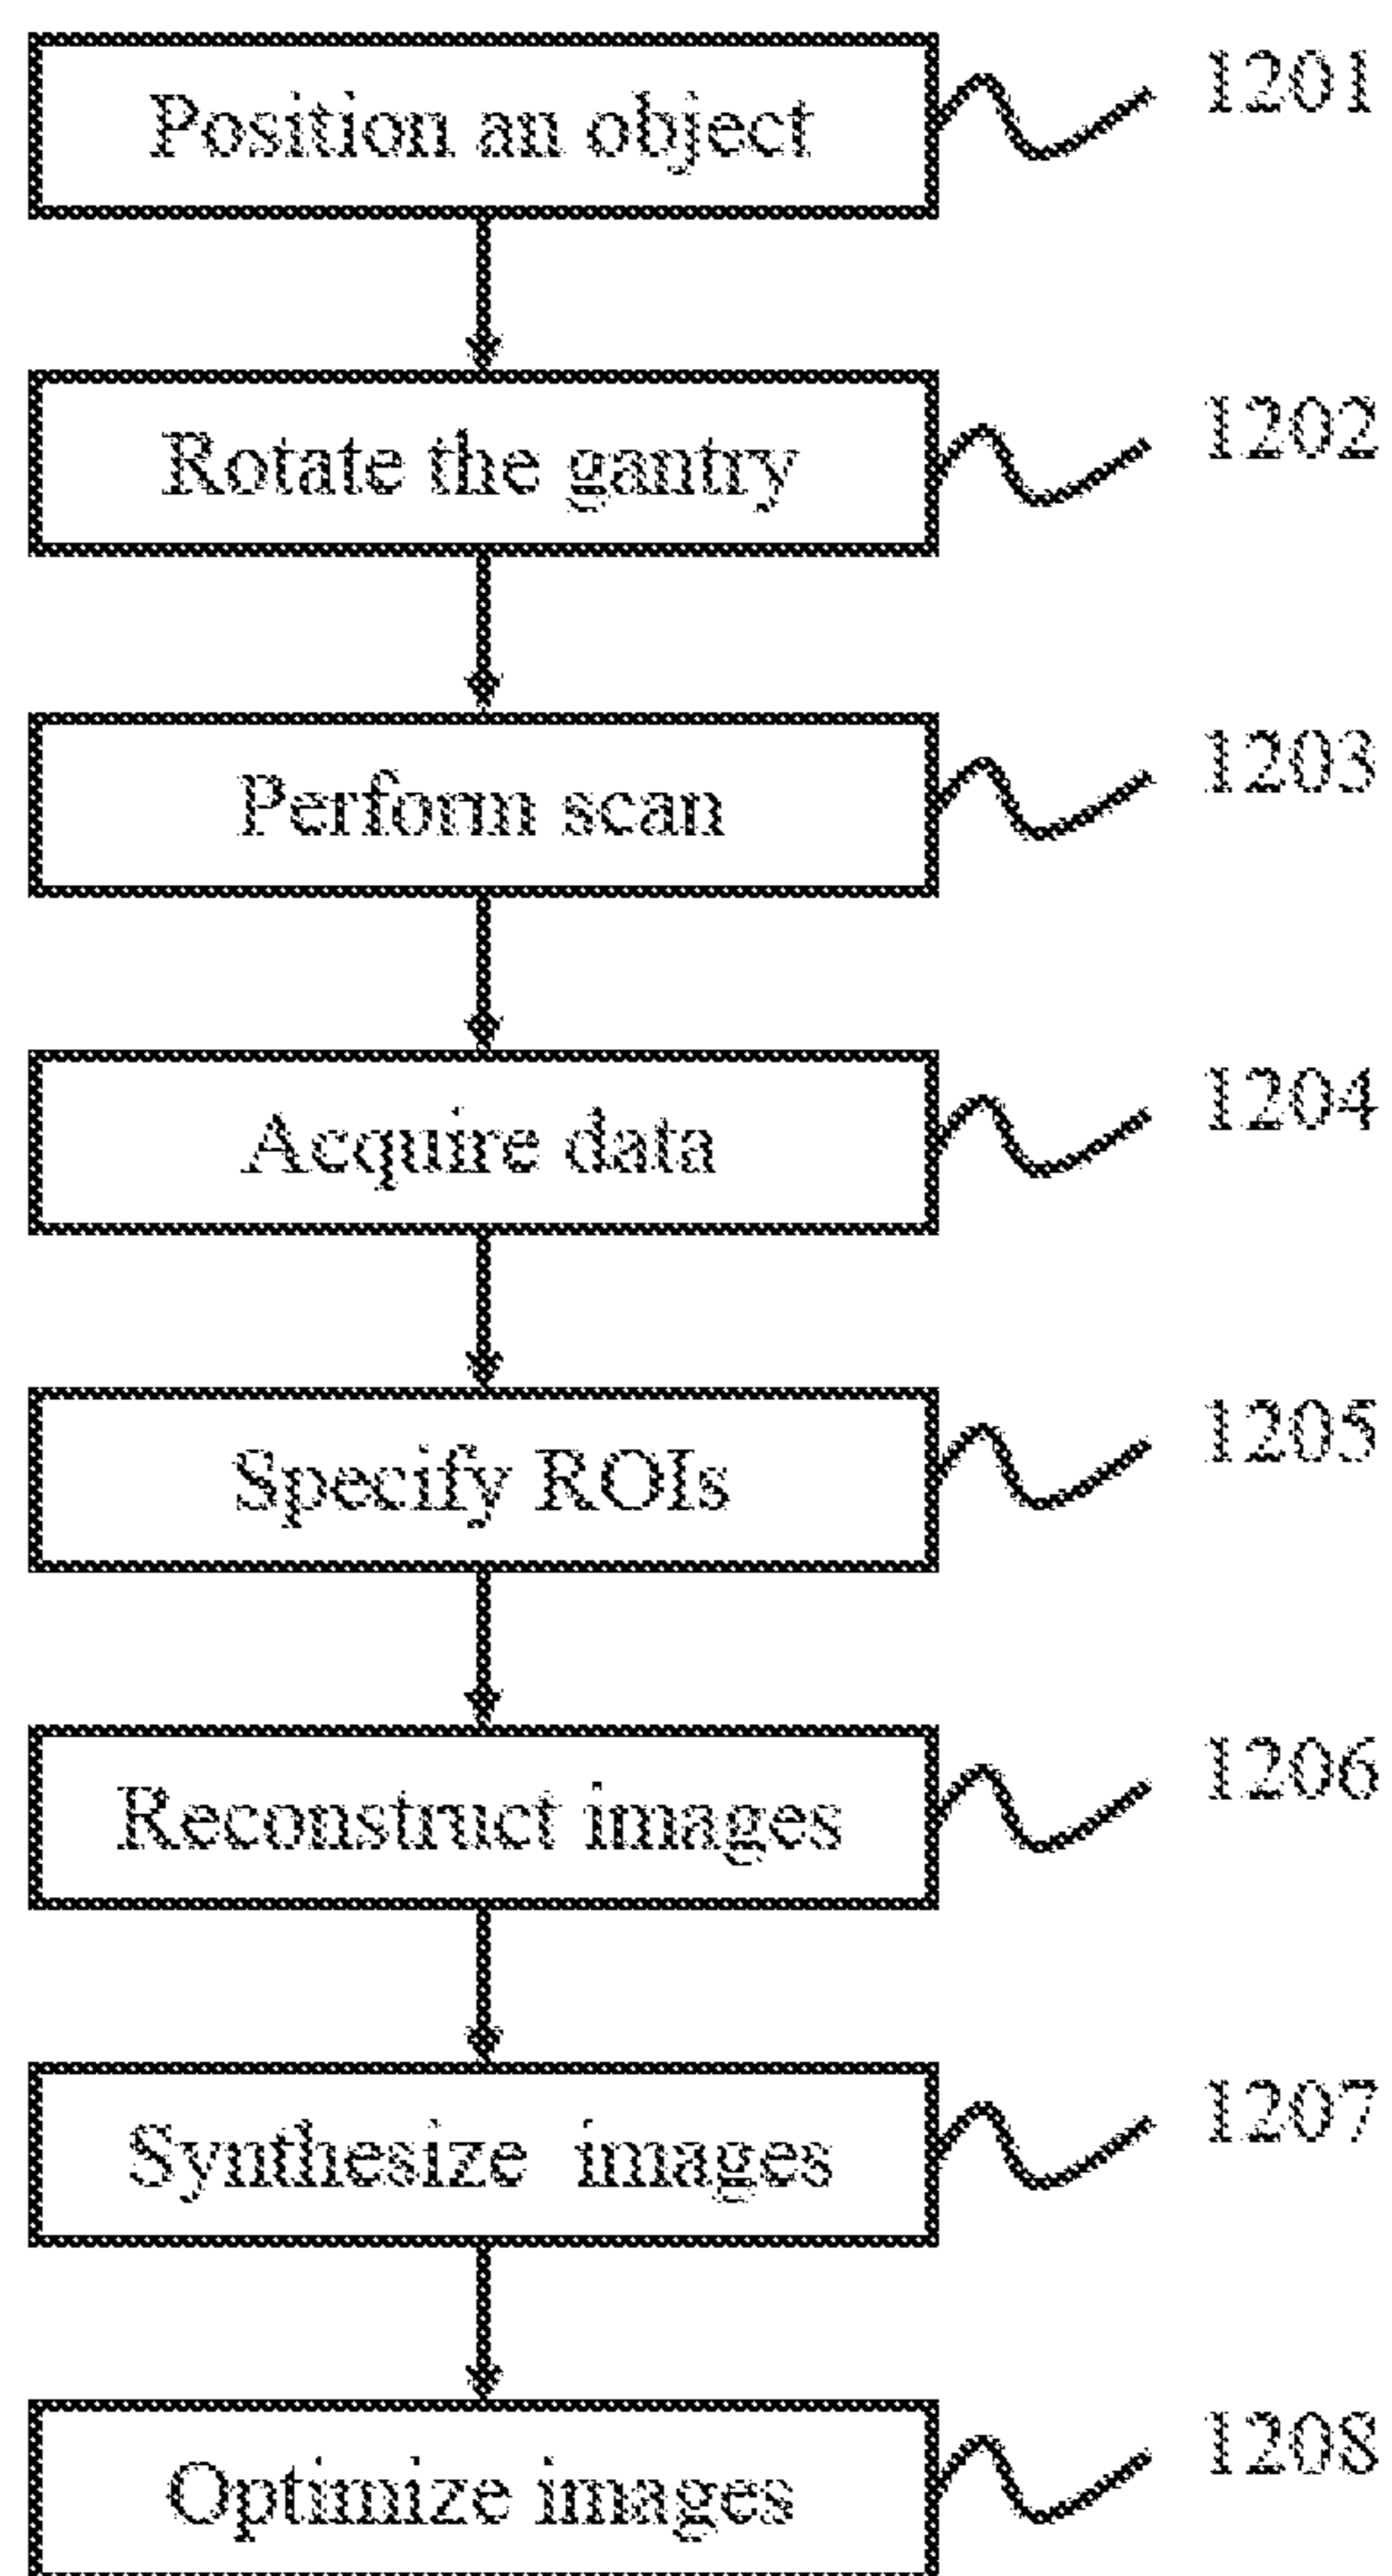 Position an object 1201
Rotate the gantry 1202
Perform scan 1203
Acquire data 1204
Specify ROIs 1205
Reconstruct images 1206
Synthesize images 1207
Optimize images 1208